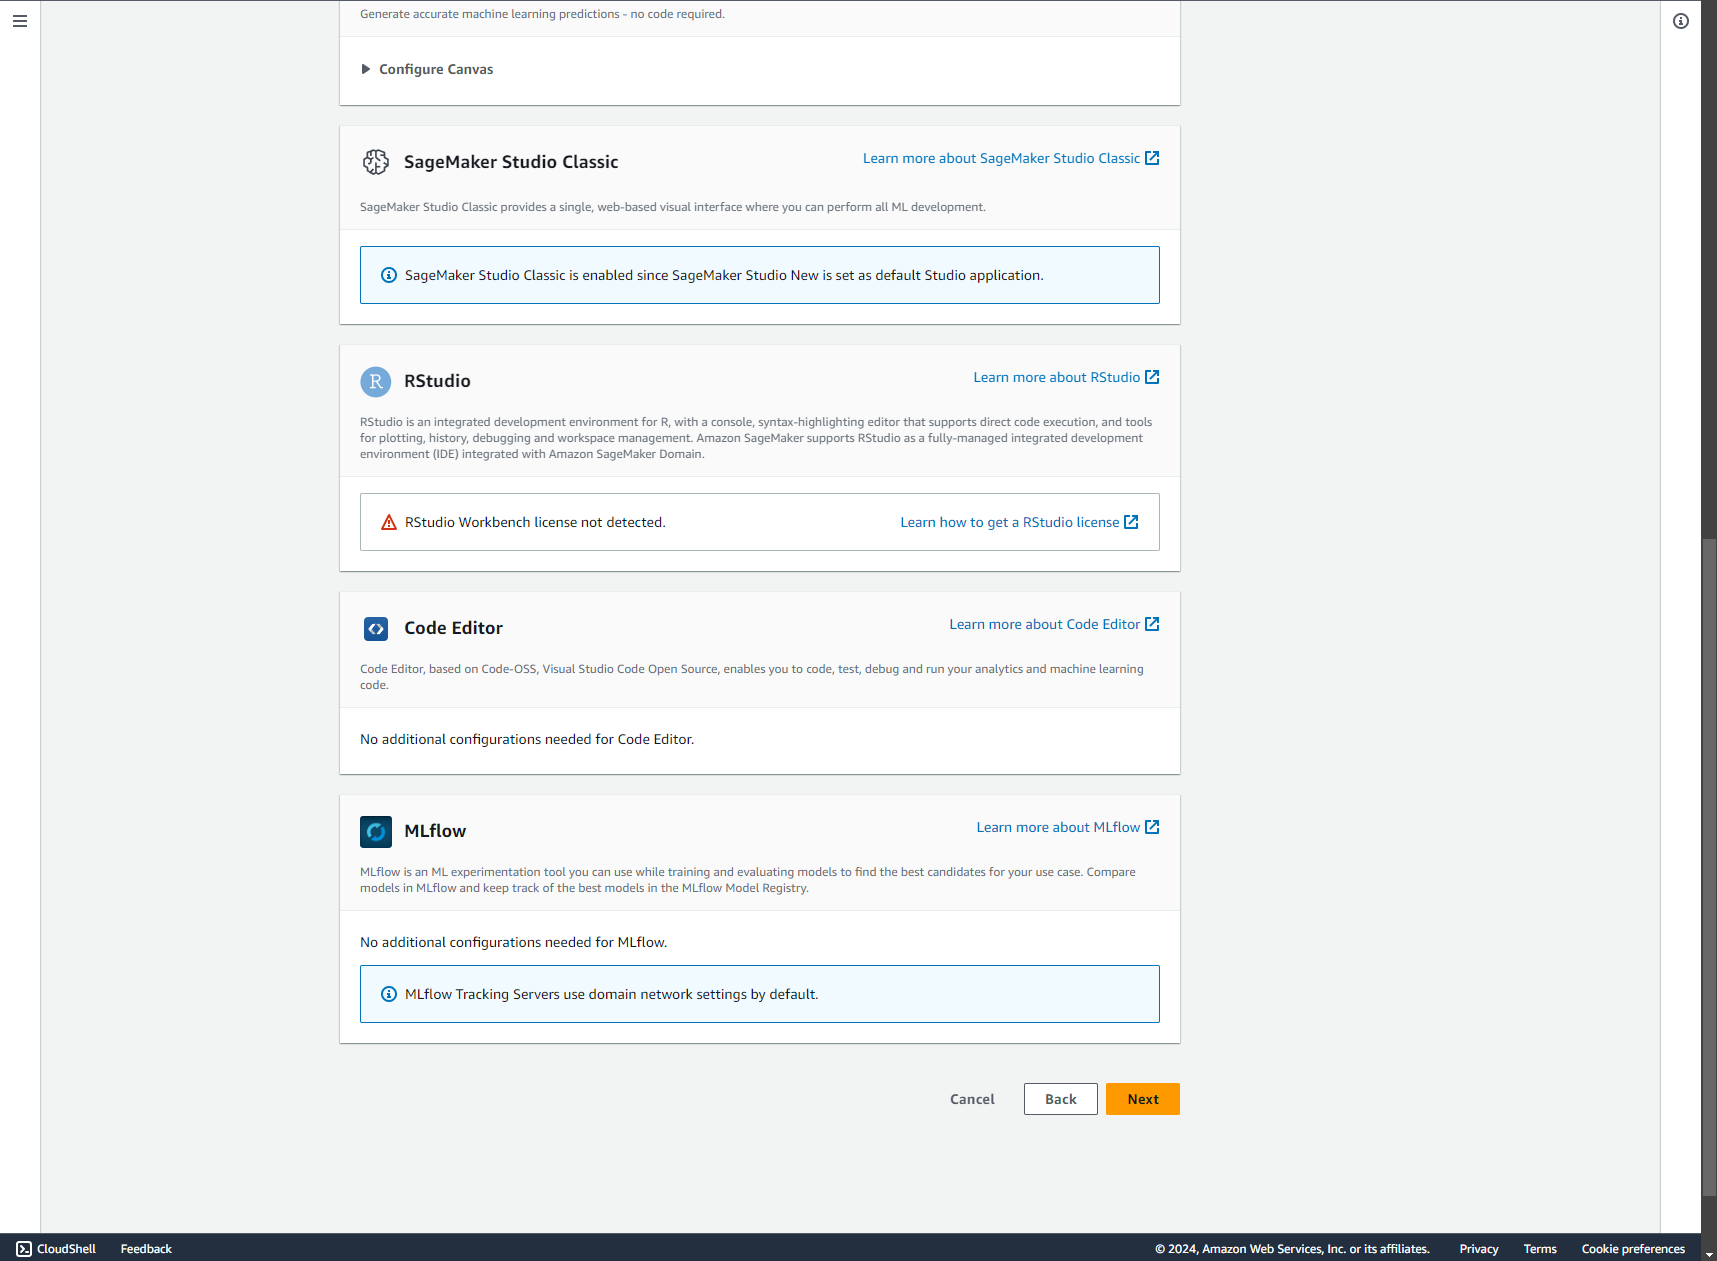 Generate accurate machine learning predictions - no code required.
Configure Canvas
SageMaker Studio Classic
Learn more about SageMaker Studio Classic
SageMaker Studio Classic provides a single, web-based visual interface where you can perform all ML development.
SageMaker Studio Classic is enabled since SageMaker Studio New is set as default Studio application.
R
RStudio
Learn more about RStudio
RStudio is an integrated development environment for R, with a console, syntax-highlighting editor that supports direct code execution, and tools
for plotting, history, debugging and workspace management. Amazon SageMaker supports RStudio as a fully-managed integrated development
environment (IDE) integrated with Amazon SageMaker Domain.
RStudio Workbench license not detected.
Learn how to get a RStudio license
Code Editor
Learn more about Code Editor
Code Editor, based on Code-OSS, Visual Studio Code Open Source, enables you to code, test, debug and run your analytics and machine learning
code.
No additional configurations needed for Code Editor.
MLflow
Learn more about MLflow
MLflow is an ML experimentation tool you can use while training and evaluating models to find the best candidates for your use case. Compare
models in MLflow and keep track of the best models in the MLflow Model Registry.
No additional configurations needed for MLflow.
MLflow Tracking Servers use domain network settings by default.
Cancel
Back
Next
CloudShell
Feedback
© 2024, Amazon Web Services, Inc. or its affiliates.
Privacy
Terms
Cookie preferences